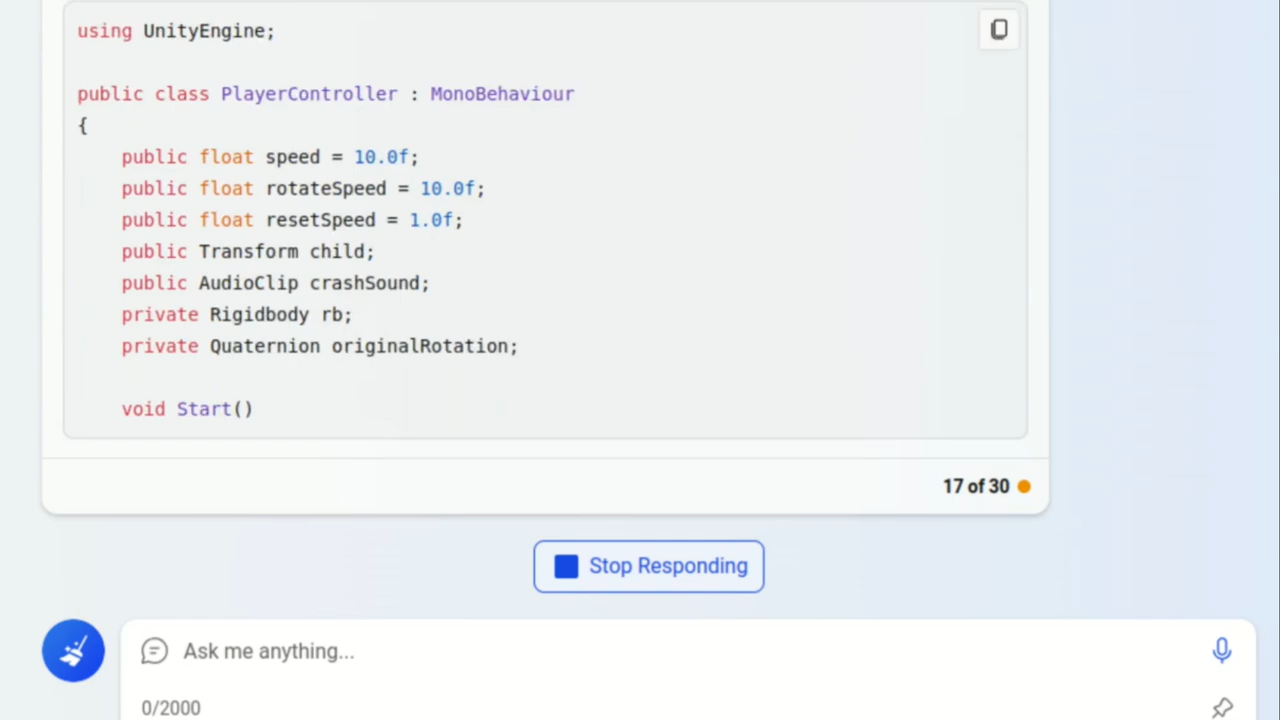 using UnityEngine;
public class PlayerController : MonoBehaviour
{
    public float speed = 10.0f;
    public float rotateSpeed = 10.0f;
    public float resetSpeed = 1.0f;
    public Transform child;
    public AudioClip crashSound;
    private Rigidbody rb;
    private Quaternion originalRotation;
    void Start()
17 of 30
Stop Responding
Ask me anything...
0/2000